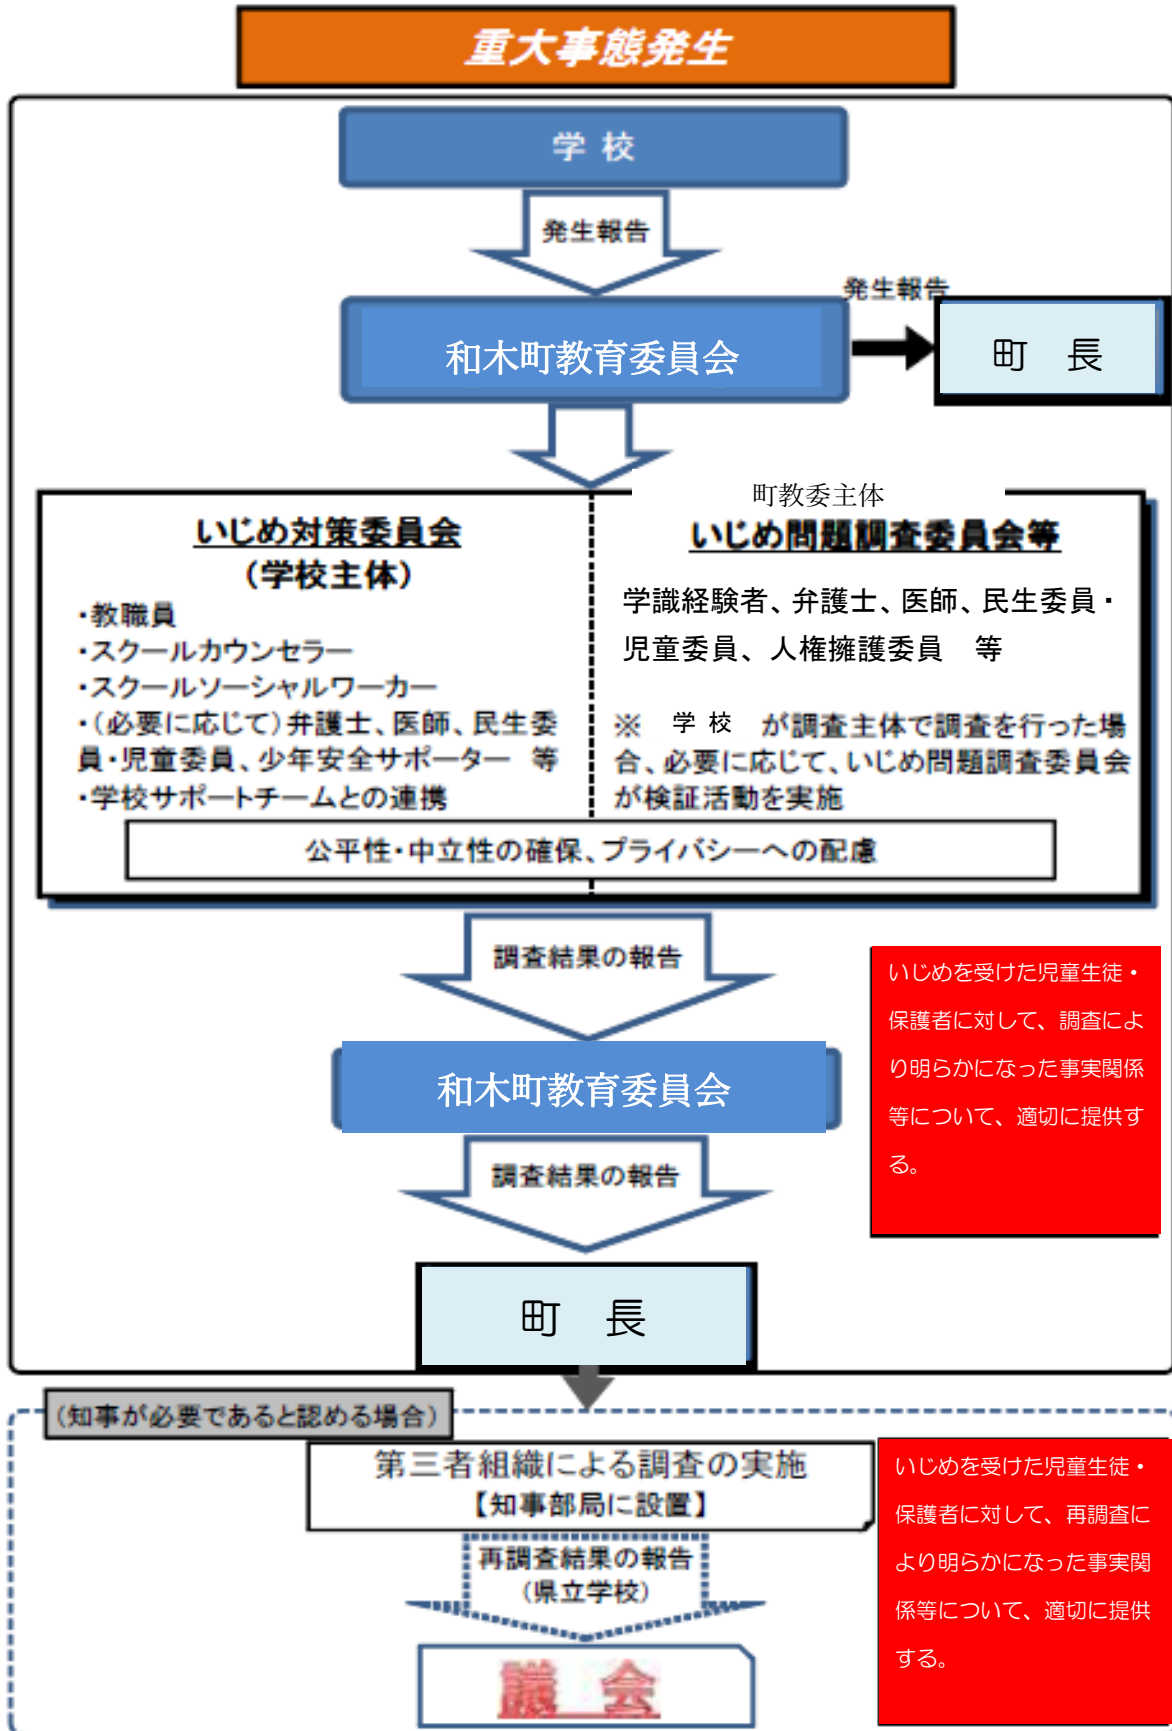 重大事態発生
学 校
発生報告
発生報告
和木町教育委員会
町 長
いじめ対策委員会
（学校主体）
・教職員
・スクールカウンセラー
・スクールソーシャルワーカー
・（必要に応じて）弁護士、医師、民生委
員・児童委員、少年安全サポーター 等
・学校サポートチームとの連携
町教委主体
いじめ問題調査委員会等
学識経験者、弁護士、医師、民生委員・
児童委員、人権擁護委員 等
※ 学 校 が調査主体で調査を行った場
合、必要に応じて、いじめ問題調査委員会
が検証活動を実施
公平性・中立性の確保、プライバシーへの配慮
調査結果の報告
いじめを受けた児童生徒・
保護者に対して、調査によ
り明らかになった事実関係
等について、適切に提供す
る。
和木町教育委員会
調査結果の報告
町 長
（知事が必要であると認める場合）
第三者組織による調査の実施
【知事部局に設置】
再調査結果の報告
（県立学校）
議 会
いじめを受けた児童生徒・
保護者に対して、再調査に
より明らかになった事実関
係等について、適切に提供
する。